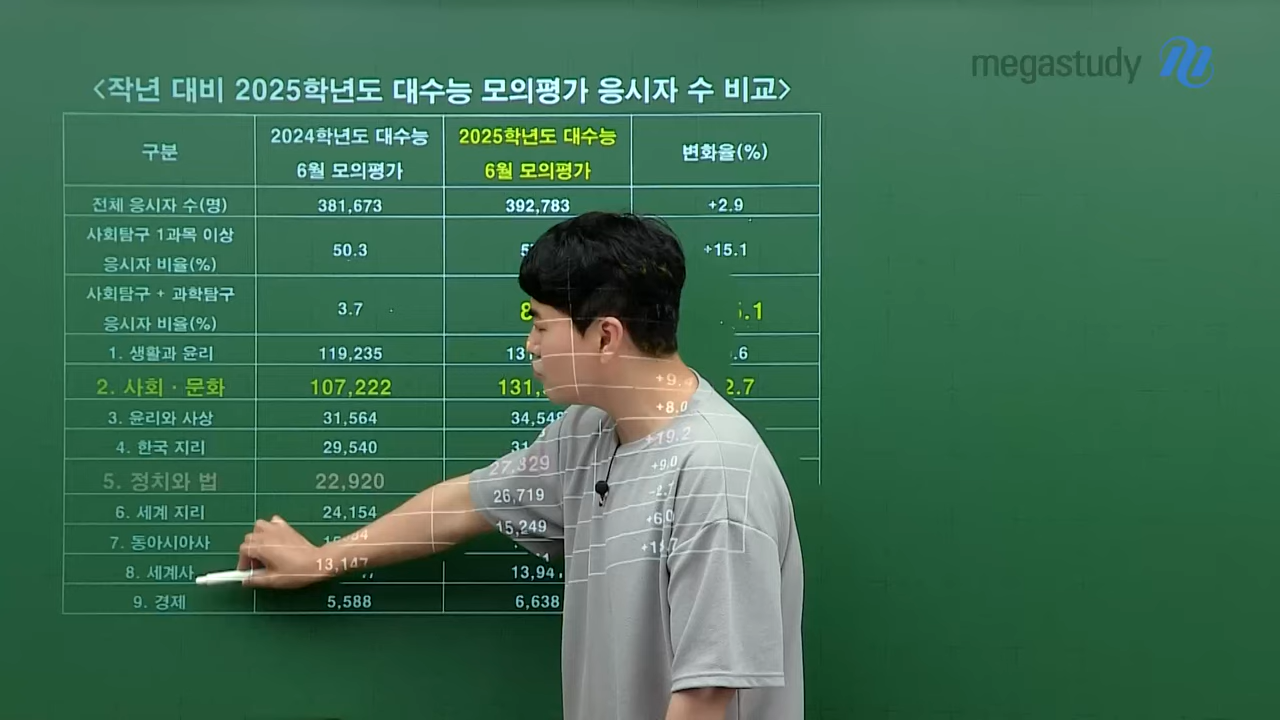 megastudy
<작년 대비 2025학년도 대수능 모의평가 응시자 수 비교>
구분
2024학년도 대수능
6월 모의평가
2025학년도 대수능
6월 모의평가
변화율(%)
전체 응시자 수(명) 381,673 392,783 +2.9
사회탐구 1과목 이상
응시자 비율(%)
50.3 +15.1
사회탐구 + 과학탐구
응시자 비율(%)
3.7
1. 생활과 윤리 119,235
2. 사회·문화 107,222
3. 윤리와 사상 31,564 34,548 +8.0
4. 한국 지리 29,540
5. 정치와 법 22,920 27,329 +19.2
6. 세계 지리 24,154 26,719 +9.0
7. 동아시아사 15,249
8. 세계사 13,147 +6.0
9. 경제 5,588 6,638